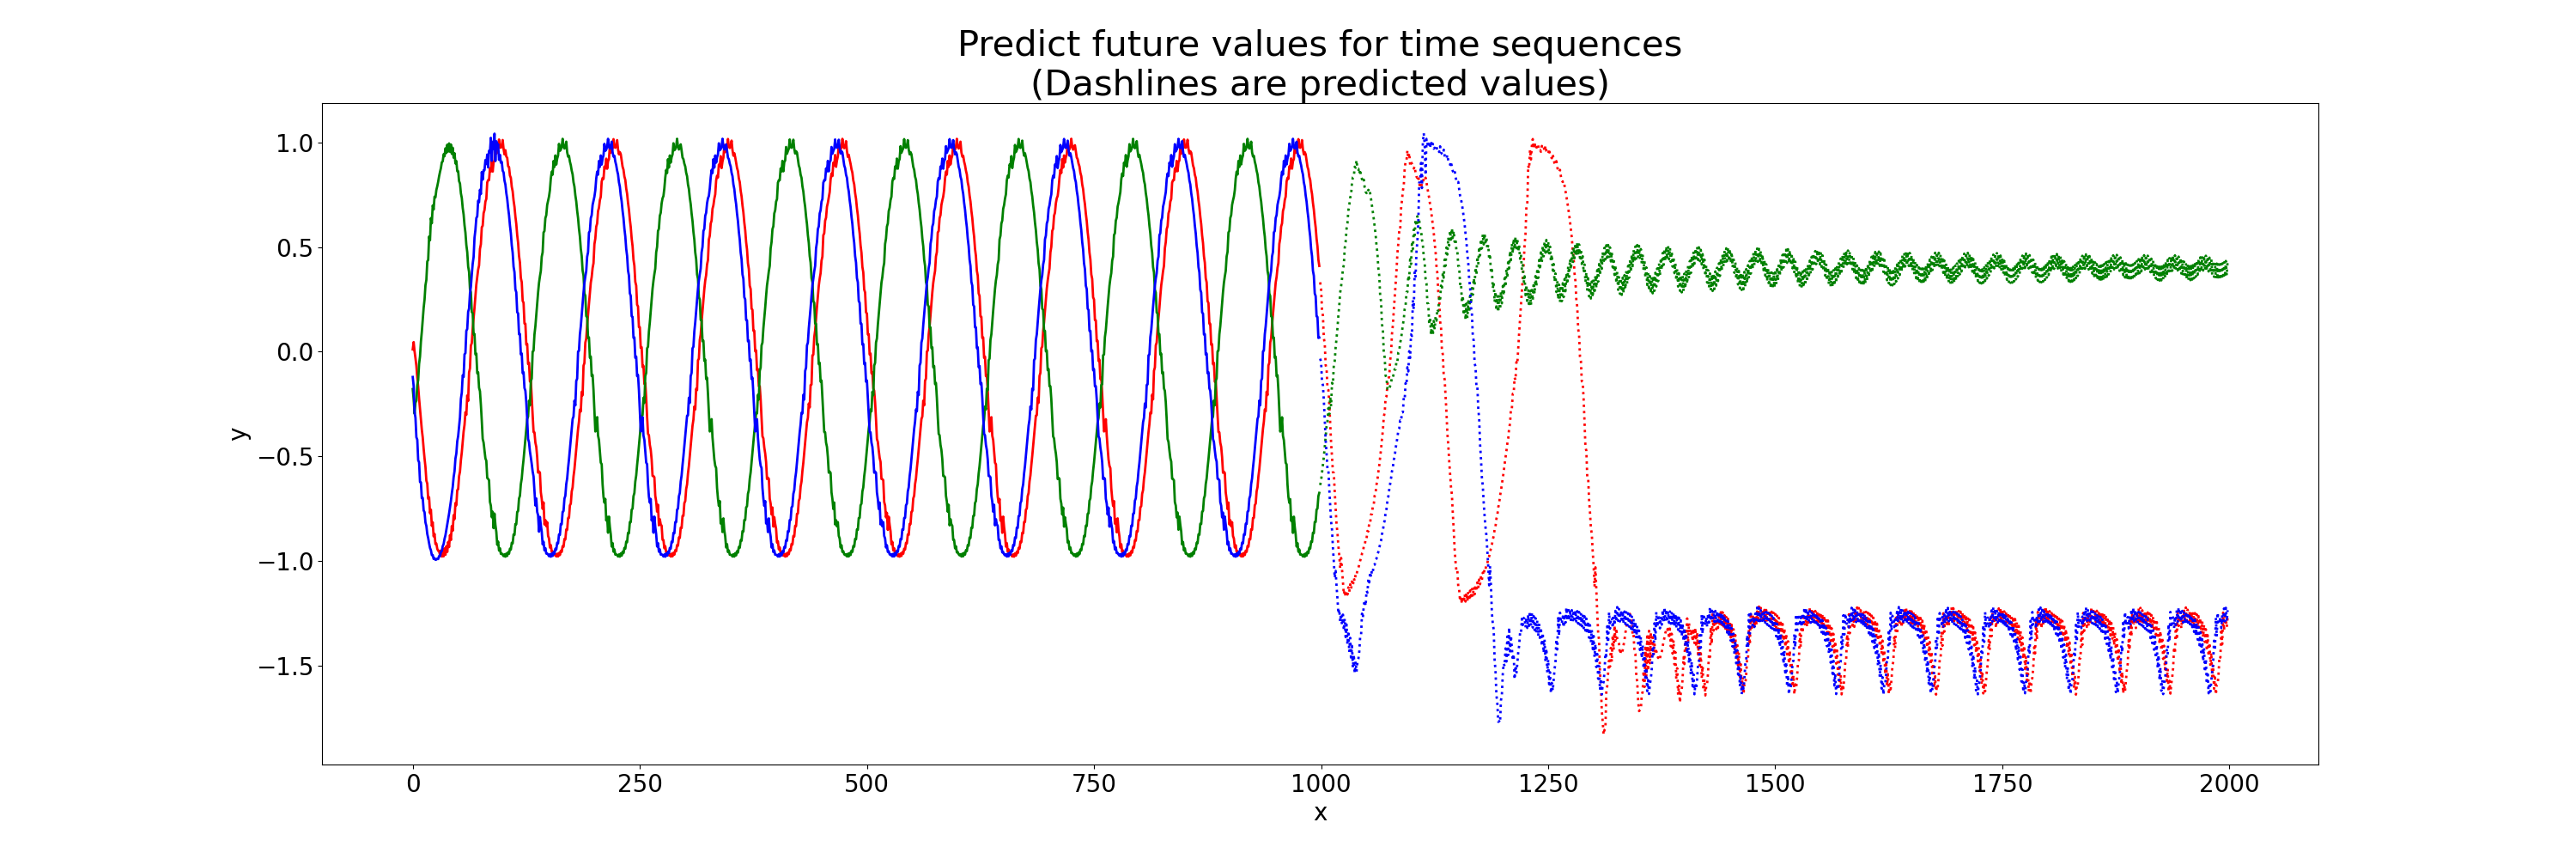 Predict future values for time sequences
(Dashlines are predicted values)
1.0
0.5
0.0
−0.5
−1.0
−1.5
y
0 250 500 750 1000 1250 1500 1750 2000
x